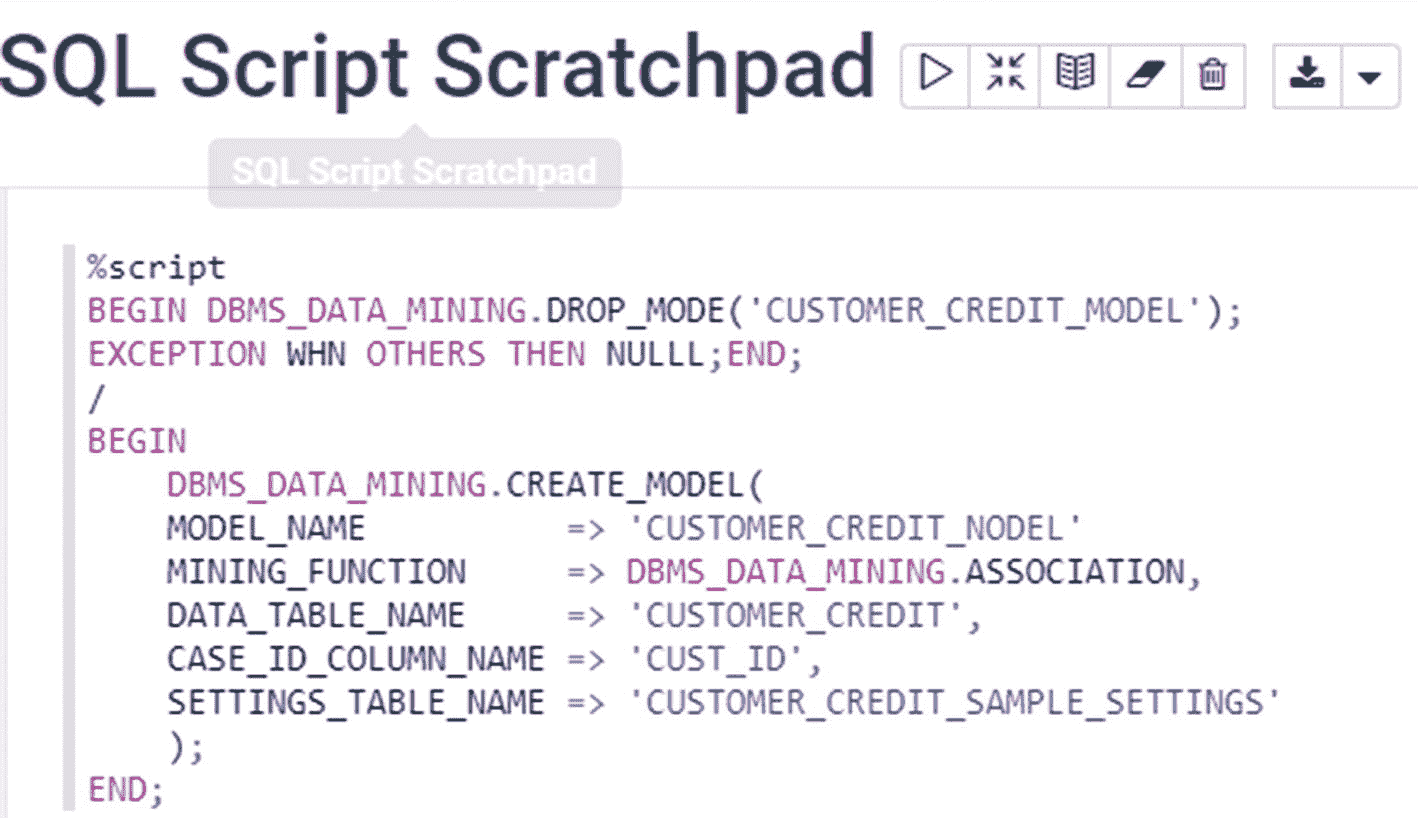 SQL Script Scratchpad
SQL Script Scratchpad
%script
BEGIN DBMS_DATA_MINING.DROP_MODE('CUSTOMER_CREDIT_MODEL');
EXCEPTION WHN OTHERS THEN NULLL;END;
/
BEGIN
DBMS_DATA_MINING.CREATE_MODEL(
MODEL_NAME => 'CUSTOMER_CREDIT_NODEL'
MINING_FUNCTION => DBMS_DATA_MINING.ASSOCIATION,
DATA_TABLE_NAME => 'CUSTOMER_CREDIT',
CASE_ID_COLUMN_NAME => 'CUST_ID',
SETTINGS_TABLE_NAME => 'CUSTOMER_CREDIT_SAMPLE_SETTINGS'
);
END;